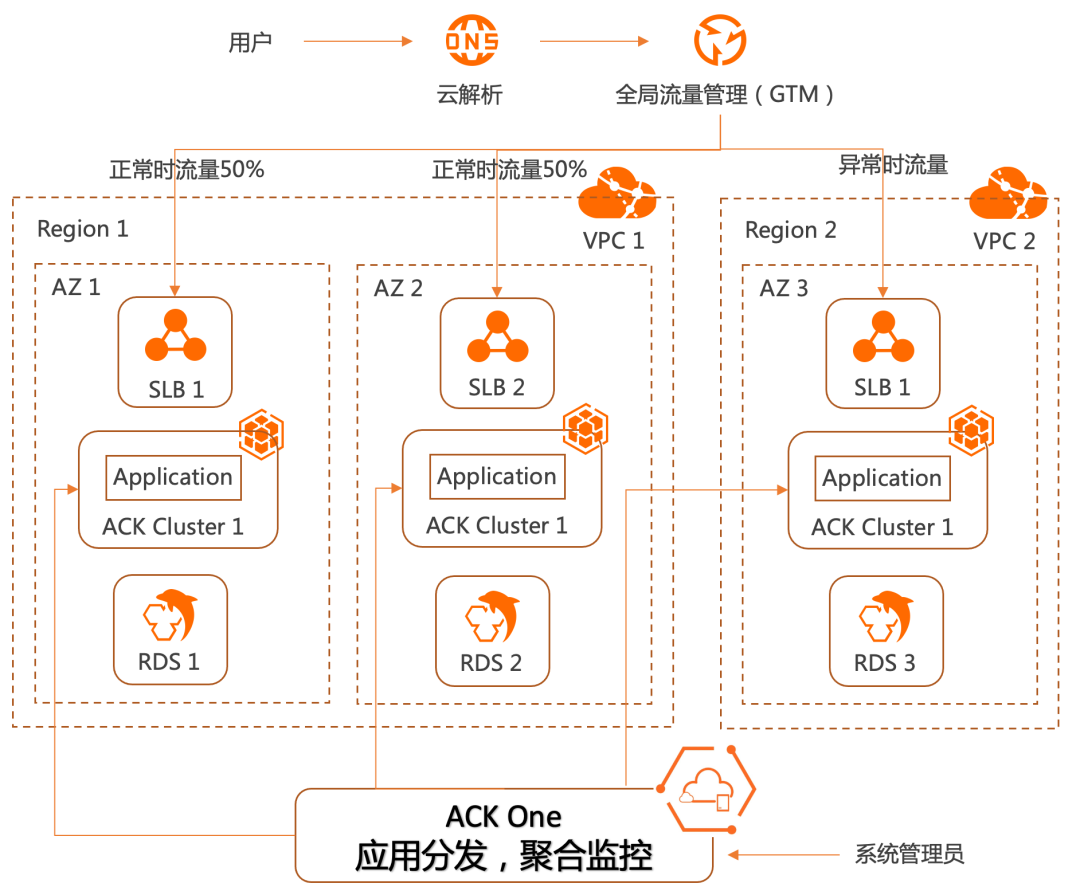 用户
DNS
云解析
全局流量管理（GTM）
正常时流量50%
正常时流量50%
异常时流量
Region 1
VPC 1
Region 2
VPC 2
AZ 1
AZ 2
AZ 3
SLB 1
SLB 2
SLB 1
Application
Application
Application
ACK Cluster 1
ACK Cluster 1
ACK Cluster 1
RDS 1
RDS 2
RDS 3
ACK One
应用分发，聚合监控
系统管理员